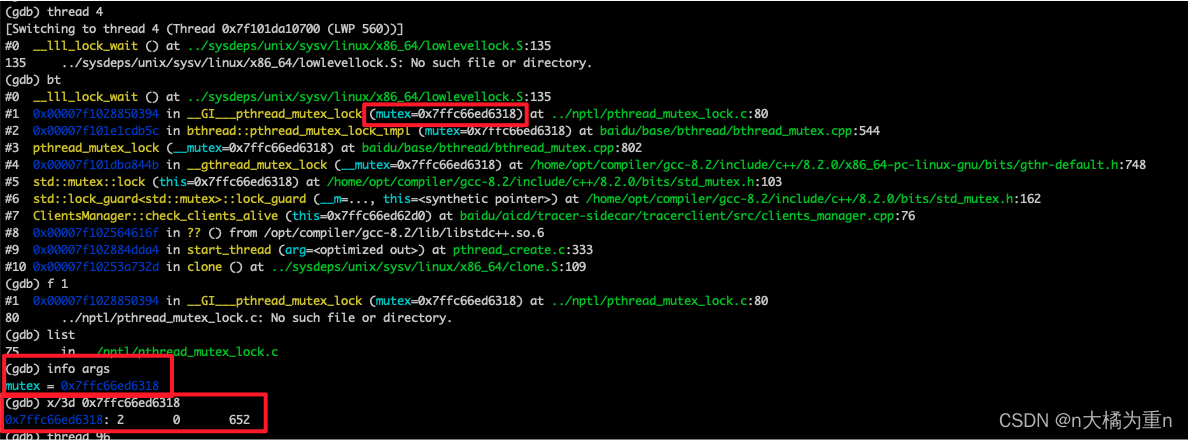 (gdb) thread 4
[Switching to thread 4 (Thread 0x7f101da10700 (LWP 560))]
#0  __lll_lock_wait () at ../sysdeps/unix/sysv/linux/x86_64/lowlevellock.S:135
135     ../sysdeps/unix/sysv/linux/x86_64/lowlevellock.S: No such file or directory.
(gdb) bt
#0  __lll_lock_wait () at ../sysdeps/unix/sysv/linux/x86_64/lowlevellock.S:135
#1  0x00007f1028850394 in __GI___pthread_mutex_lock (mutex=0x7ffc66ed6318) at ../nptl/pthread_mutex_lock.c:80
#2  0x00007f101e1cdb5c in bthread::pthread_mutex_lock_impl (mutex=0x7ffc66ed6318) at baidu/base/bthread/bthread_mutex.cpp:544
#3  pthread_mutex_lock (__mutex=0x7ffc66ed6318) at baidu/base/bthread/bthread_mutex.cpp:802
#4  0x00007f101dba844b in __gthread_mutex_lock (__mutex=0x7ffc66ed6318) at /home/opt/compiler/gcc-8.2/include/c++/8.2.0/x86_64-pc-linux-gnu/bits/gthr-default.h:748
#5  std::mutex::lock (this=0x7ffc66ed6318) at /home/opt/compiler/gcc-8.2/include/c++/8.2.0/bits/std_mutex.h:103
#6  std::lock_guard<std::mutex>::lock_guard (__m=..., this=<synthetic pointer>) at /home/opt/compiler/gcc-8.2/include/c++/8.2.0/bits/std_mutex.h:162
#7  ClientsManager::check_clients_alive (this=0x7ffc66ed62d0) at baidu/aicd/tracer-sidecar/tracerclient/src/clients_manager.cpp:76
#8  0x00007f102564616f in ?? () from /opt/compiler/gcc-8.2/lib/libstdc++.so.6
#9  0x00007f102884dda4 in start_thread (arg=<optimized out>) at pthread_create.c:333
#10 0x00007f10253a732d in clone () at ../sysdeps/unix/sysv/linux/x86_64/clone.S:109
(gdb) f 1
#1  0x00007f1028850394 in __GI___pthread_mutex_lock (mutex=0x7ffc66ed6318) at ../nptl/pthread_mutex_lock.c:80
80      ../nptl/pthread_mutex_lock.c: No such file or directory.
(gdb) list
75      in ../nptl/pthread_mutex_lock.c
(gdb) info args
mutex = 0x7ffc66ed6318
(gdb) x/3d 0x7ffc66ed6318
0x7ffc66ed6318: 2       0       652
(gdb) thread 96
CSDN @n大橘为重n